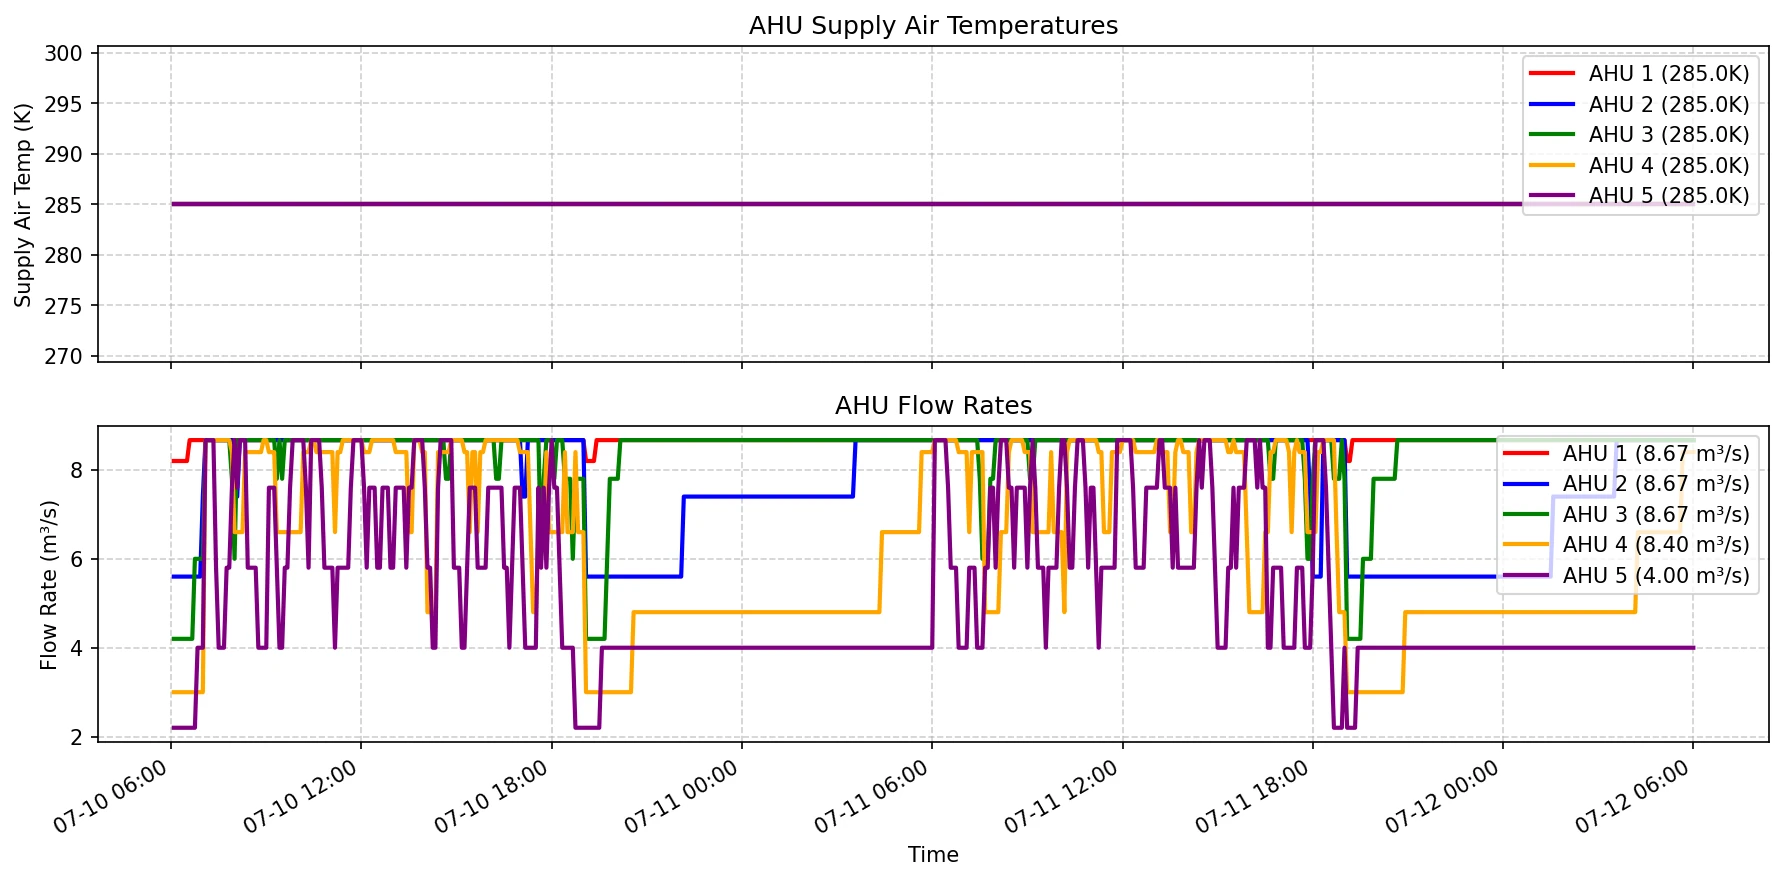 AHU Supply Air Temperatures
Supply Air Temp (K)
300
295
290
285
280
275
270
AHU 1 (285.0K)
AHU 2 (285.0K)
AHU 3 (285.0K)
AHU 4 (285.0K)
AHU 5 (285.0K)
AHU Flow Rates
Flow Rate (m³/s)
8
6
4
2
AHU 1 (8.67 m³/s)
AHU 2 (8.67 m³/s)
AHU 3 (8.67 m³/s)
AHU 4 (8.40 m³/s)
AHU 5 (4.00 m³/s)
07-10 06:00
07-10 12:00
07-10 18:00
07-11 00:00
07-11 06:00
07-11 12:00
07-11 18:00
07-12 00:00
07-12 06:00
Time